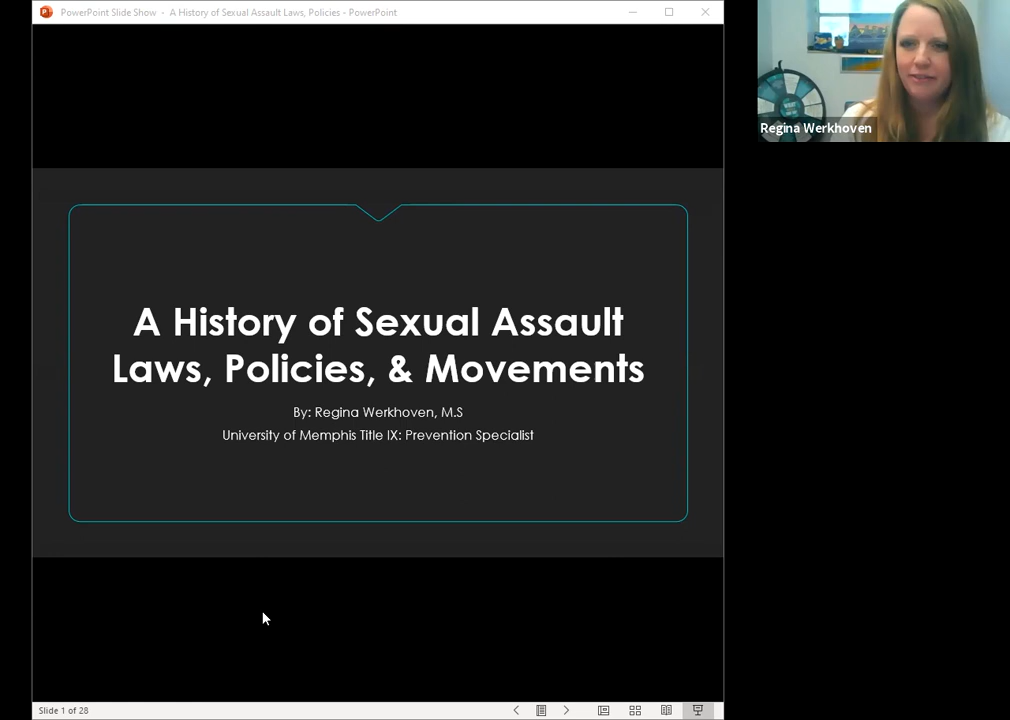 PowerPoint Slide Show - A History of Sexual Assault Laws, Policies - PowerPoint
Regina Werkhoven
A History of Sexual Assault
Laws, Policies, & Movements
By: Regina Werkhoven, M.S
University of Memphis Title IX: Prevention Specialist
Slide 1 of 28